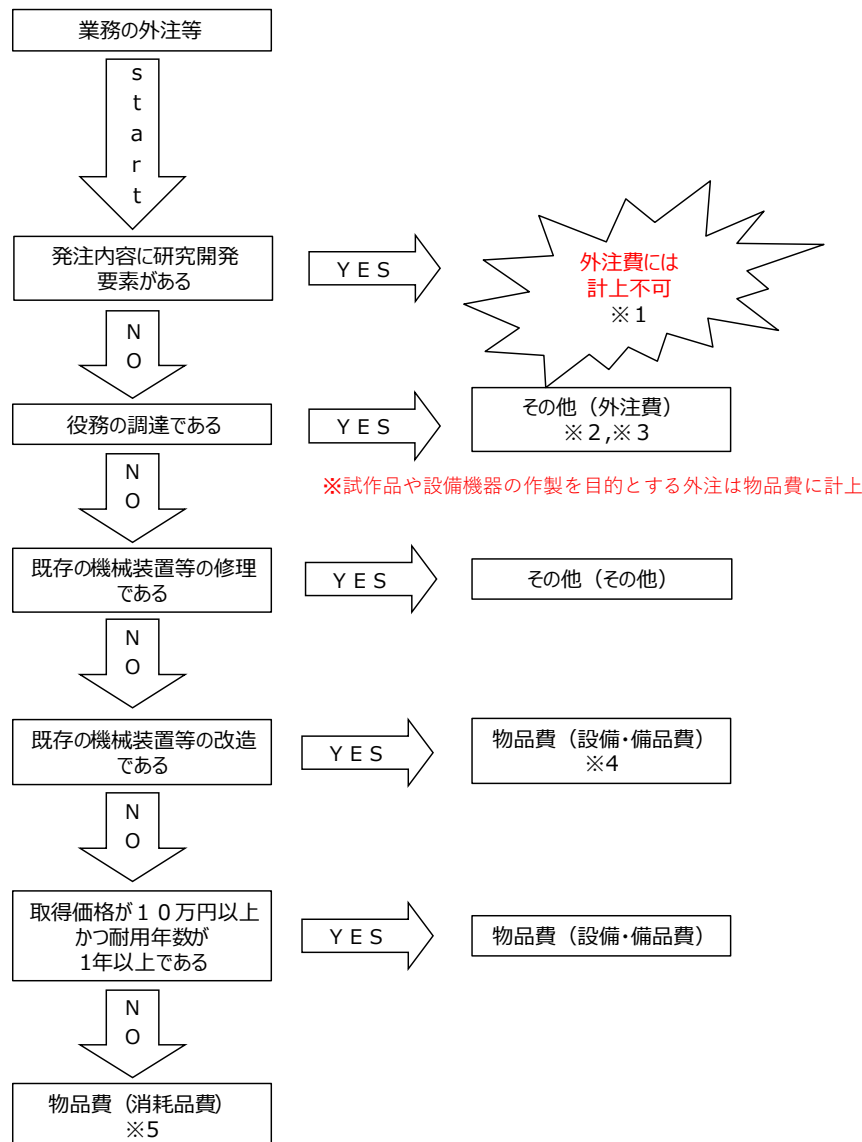 業務の外注等
start
発注内容に研究開発
要素がある
YES
外注費には
計上不可
※１
NO
役務の調達である
YES
その他（外注費）
※２,※３
※試作品や設備機器の作製を目的とする外注は物品費に計上
NO
既存の機械装置等の修理
である
YES
その他（その他）
NO
既存の機械装置等の改造
である
YES
物品費（設備・備品費）
※4
NO
取得価格が１０万円以上
かつ耐用年数が
1年以上である
YES
物品費（設備・備品費）
NO
物品費（消耗品費）
※5